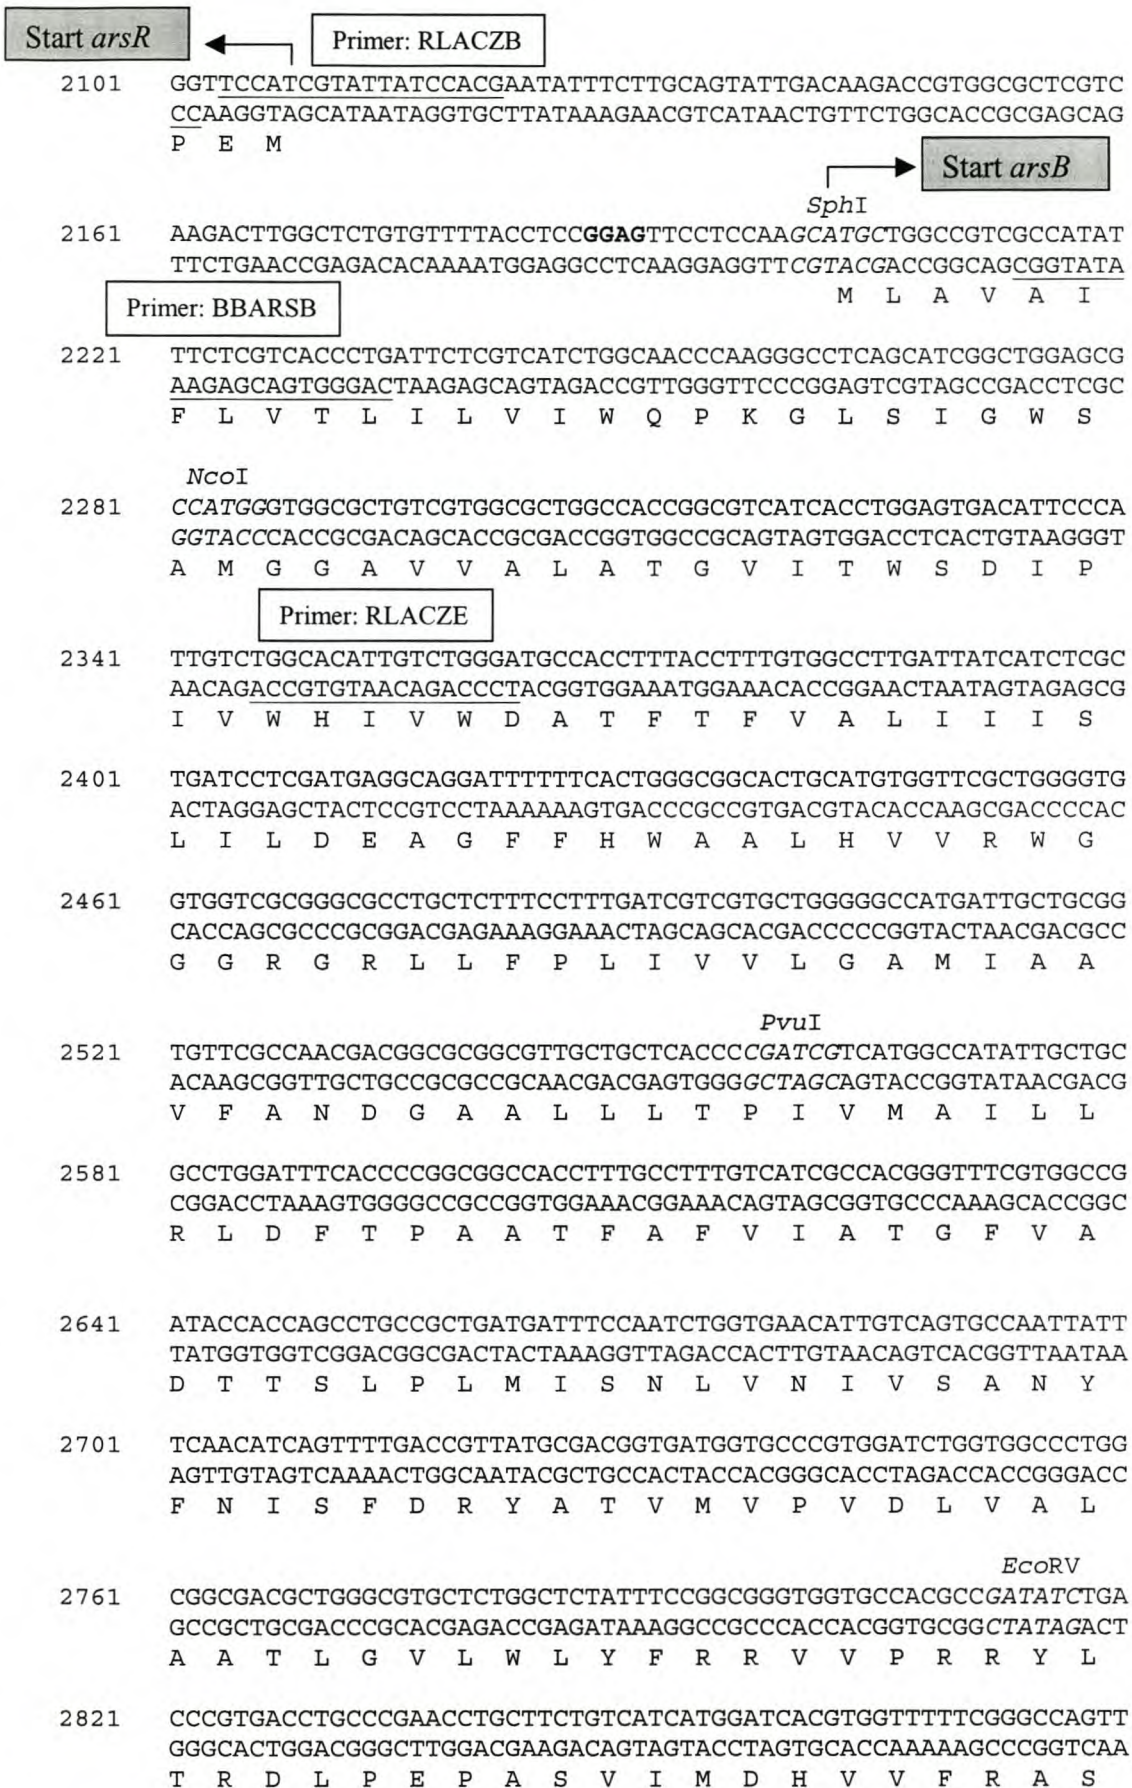 Start arsR
Primer: RLACZB
2101 GGTTCCATCGTATTATCCACGAATATTTCTTGCAGTATTGACAAGACCGTGGCGCTCGTC
CCAAGGTAGCATAATAGGTGCTTATAAAGAACGTCATAACTGTTCTGGCACCGCGAGCAG
P E M
Start arsB
SphI
2161 AAGACTTGGCTCTGTGTTTTACCTCCGGAGTTCCTCCAAGCATGCTGGCCGTCGCCATAT
TTCTGAACCGAGACACAAAATGGAGGCCTCAAGGAGGTTCGTACGACCGGCAGCGGTATA
M L A V A I
Primer: BBARSB
2221 TTCTCGTCACCCTGATTCTCGTCATCTGGCAACCCAAGGGCCTCAGCATCGGCTGGAGCG
AAGAGCAGTGGGACTAAGAGCAGTAGACCGTTGGGTTCCCGGAGTCGTAGCCGACCTCGC
F L V T L I L V I W Q P K G L S I G W S
NcoI
2281 CCATGGGTGGCGCTGTCGTGGCGCTGGCCACCGGCGTCATCACCTGGAGTGACATTCCCA
GGTACCCACCGCGACAGCACCGCGACCGGTGGCCGCAGTAGTGGACCTCACTGTAAGGGT
A M G G A V V A L A T G V I T W S D I P
Primer: RLACZE
2341 TTGTCTGGCACATTGTCTGGGATGCCACCTTTACCTTTGTGGCCTTGATTATCATCTCGC
AACAGACCGTGTAACAGACCCTACGGTGGAAATGGAAACACCGGAACTAATAGTAGAGCG
I V W H I V W D A T F T F V A L I I I S
2401 TGATCCTCGATGAGGCAGGATTTTTTCACTGGGCGGCACTGCATGTGGTTCGCTGGGGTG
ACTAGGAGCTACTCCGTCCTAAAAAAGTGACCCGCCGTGACGTACACCAAGCGACCCCAC
L I L D E A G F F H W A A L H V V R W G
2461 GTGGTCGCGGGCGCCTGCTCTTTCCTTTGATCGTCGTGCTGGGGGCCATGATTGCTGCGG
CACCAGCGCCCGCGGACGAGAAAGGAAACTAGCAGCACGACCCCCGGTACTAACGACGCC
G G R G R L L F P L I V V L G A M I A A
PvuI
2521 TGTTCGCCAACGACGGCGCGGCGTTGCTGCTCACCCCGATCGTCATGGCCATATTGCTGC
ACAAGCGGTTGCTGCCGCGCCGCAACGACGAGTGGGGCTAGCAGTACCGGTATAACGACG
V F A N D G A A L L L T P I V M A I L L
2581 GCCTGGATTTCACCCCGGCGGCCACCTTTGCCTTTGTCATCGCCACGGGTTTCGTGGCCG
CGGACCTAAAGTGGGGCCGCCGGTGGAAACGGAAACAGTAGCGGTGCCCAAAGCACCGGC
R L D F T P A A T F A F V I A T G F V A
2641 ATACCACCAGCCTGCCGCTGATGATTTCCAATCTGGTGAACATTGTCAGTGCCAATTATT
TATGGTGGTCGGACGGCGACTACTAAAGGTTAGACCACTTGTAACAGTCACGGTTAATAA
D T T S L P L M I S N L V N I V S A N Y
2701 TCAACATCAGTTTTGACCGTTATGCGACGGTGATGGTGCCCGTGGATCTGGTGGCCCTGG
AGTTGTAGTCAAAACTGGCAATACGCTGCCACTACCACGGGCACCTAGACCACCGGGACC
F N I S F D R Y A T V M V P V D L V A L
EcoRV
2761 CGGCGACGCTGGGCGTGCTCTGGCTCTATTTCCGGCGGGTGGTGCCACGCCGATATCTGA
GCCGCTGCGACCCGCACGAGACCGAGATAAAGGCCGCCCACCACGGTGCGGCTATAGACT
A A T L G V L W L Y F R R V V P R R Y L
2821 CCCGTGACCTGCCCGAACCTGCTTCTGTCATCATGGATCACGTGGTTTTTCGGGCCAGTT
GGGCACTGGACGGGCTTGGACGAAGACAGTAGTACCTAGTGCACCAAAAAGCCCGGTCAA
T R D L P E P A S V I M D H V V F R A S